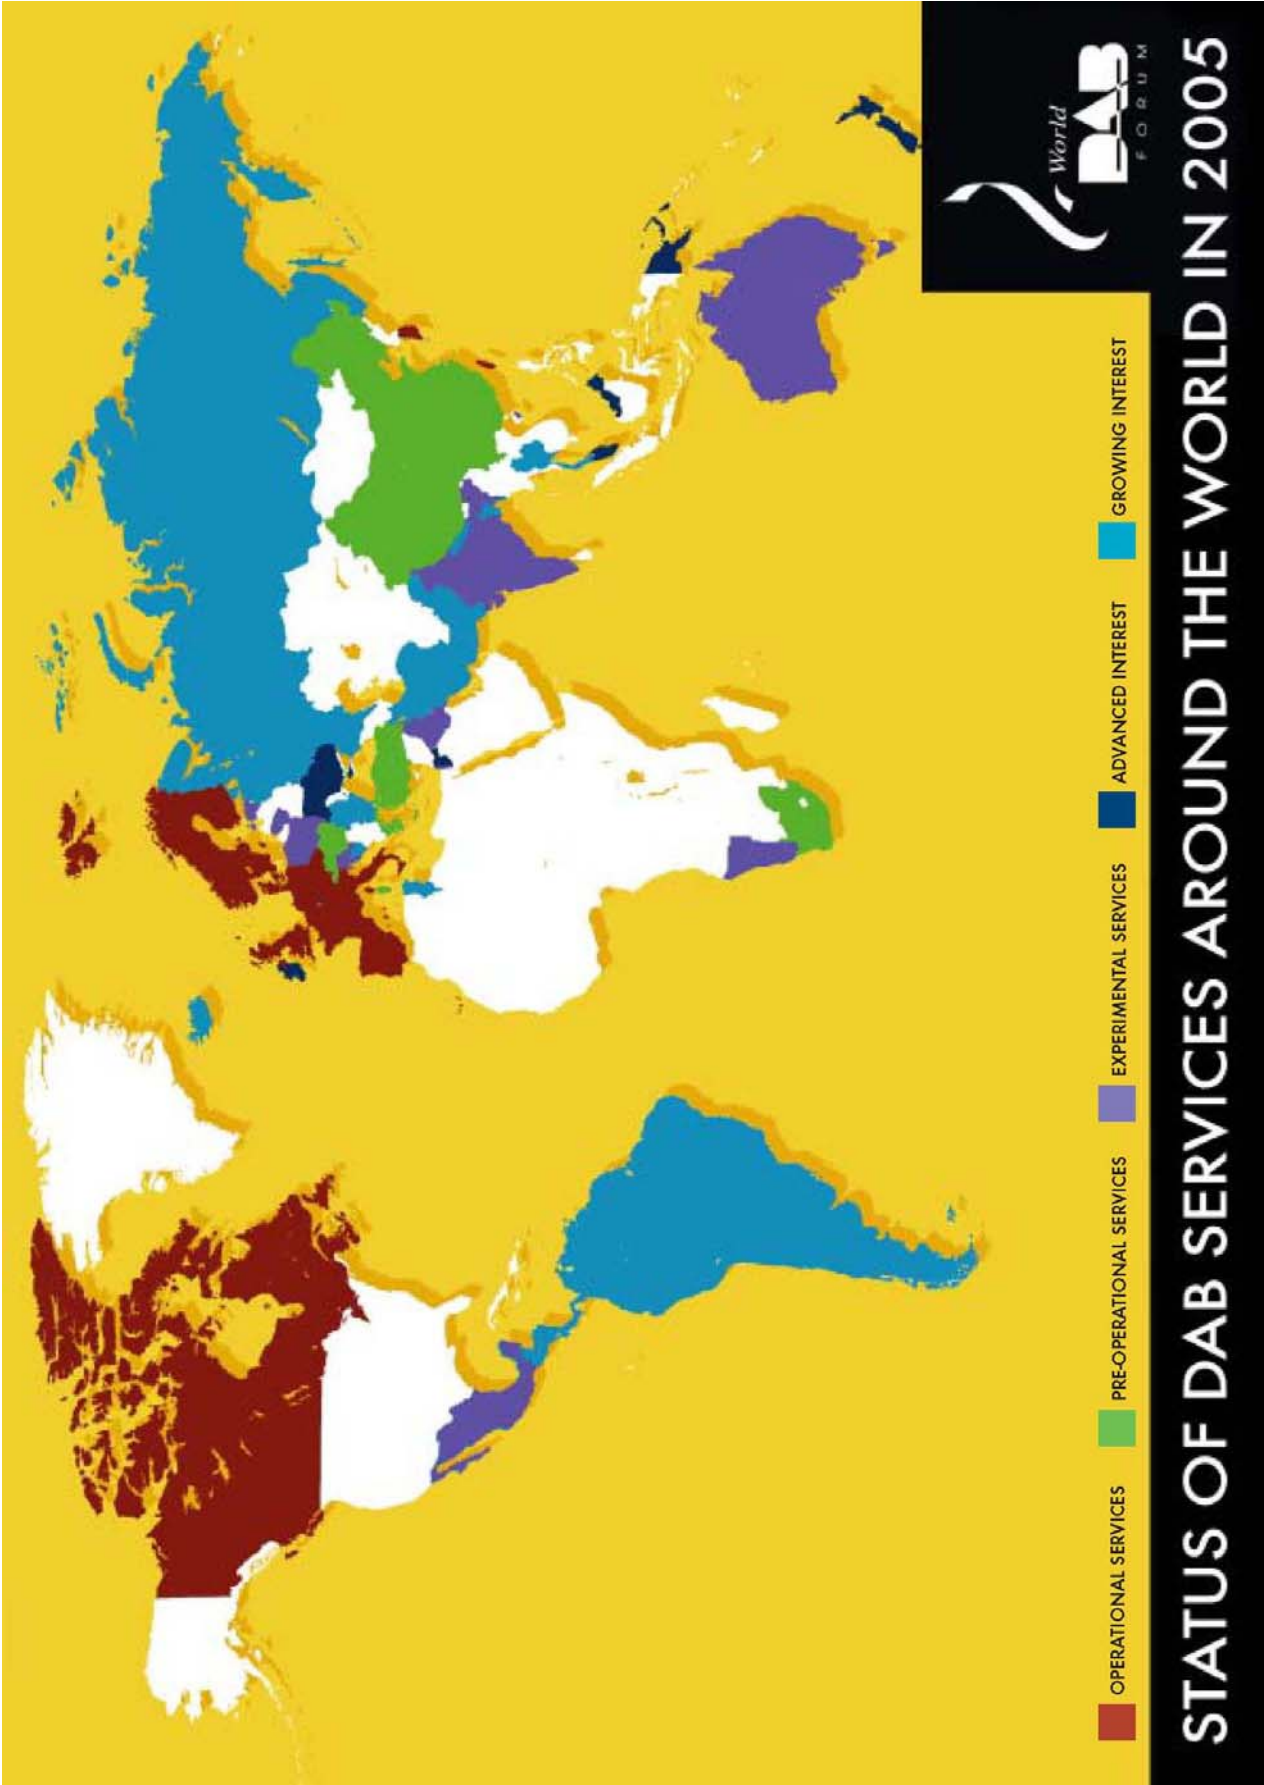 World
DAB
FORUM
OPERATIONAL SERVICES
PRE-OPERATIONAL SERVICES
EXPERIMENTAL SERVICES
ADVANCED INTEREST
GROWING INTEREST
STATUS OF DAB SERVICES AROUND THE WORLD IN 2005